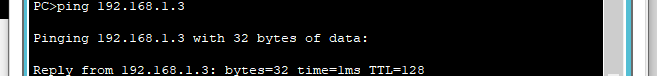 PC>ping 192.168.1.3
Pinging 192.168.1.3 with 32 bytes of data:
Reply from 192.168.1.3: bytes=32 time=1ms TTL=128